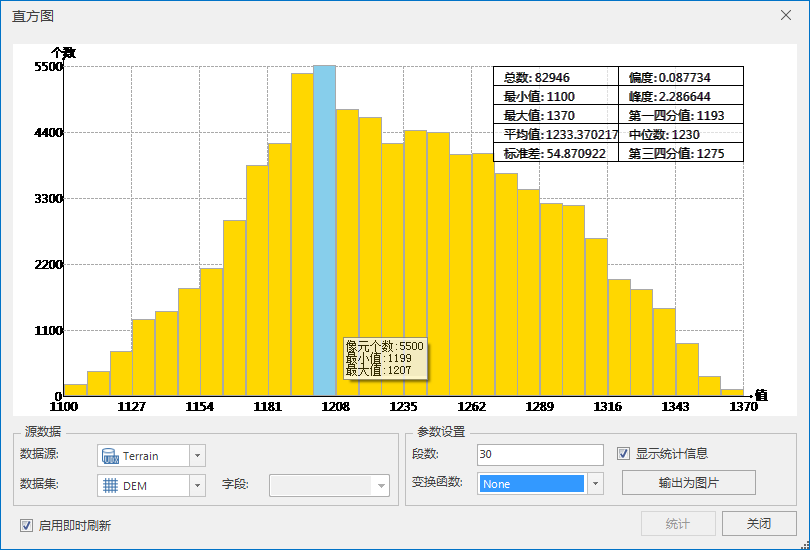 直方图
个数
5500
4400
3300
2200
1100
0
总数: 82946 偏度: 0.087734
最小值: 1100 峰度: 2.286644
最大值: 1370 第一四分值: 1193
平均值: 1233.370217 中位数: 1230
标准差: 54.870922 第三四分值: 1275
像元个数:5500
最小值:1199
最大值:1207
值
1100 1127 1154 1181 1208 1235 1262 1289 1316 1343 1370
源数据
数据源: Terrain
数据集: DEM 字段:
参数设置
段数: 30 显示统计信息
变换函数: None 输出为图片
启用即时刷新
统计 关闭